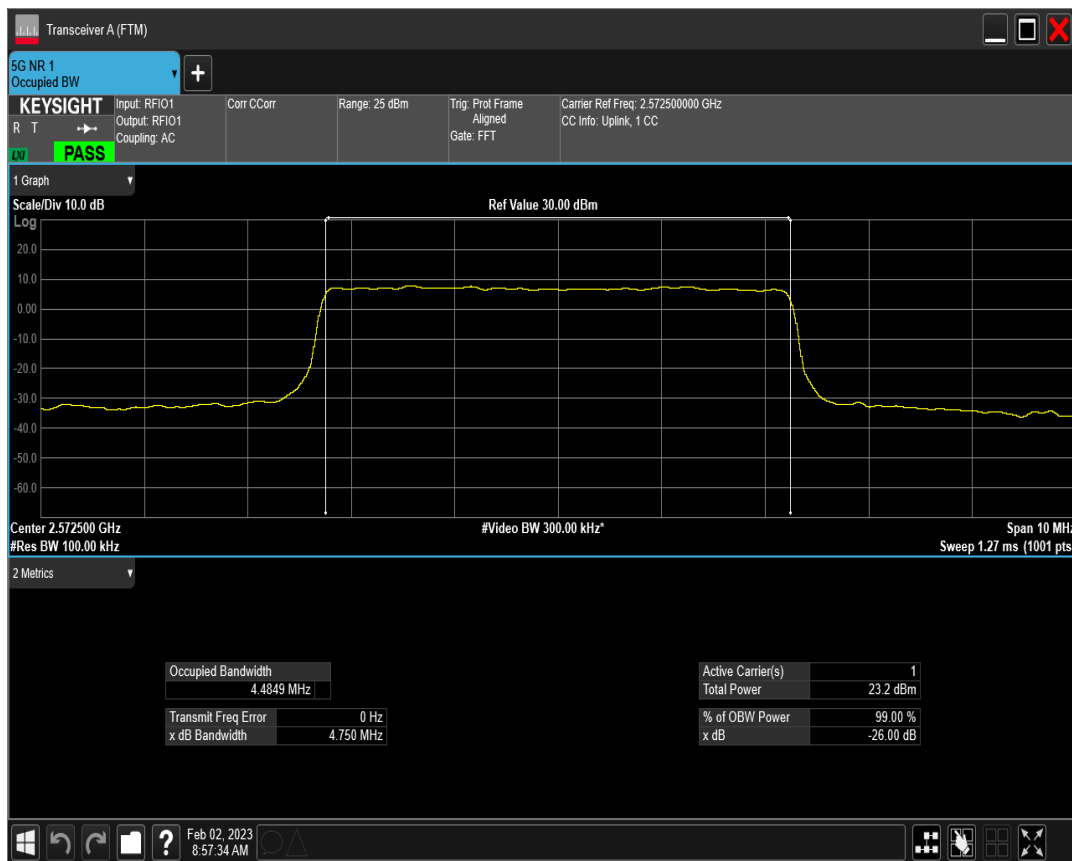 Transceiver A (FTM)
5G NR 1
Occupied BW
+
KEYSIGHT
R T
LXI
PASS
Input: RFIO1
Output: RFIO1
Coupling: AC
Corr CCorr
Range: 25 dBm
Trig: Prot Frame
Aligned
Gate: FFT
Carrier Ref Freq: 2.572500000 GHz
CC Info: Uplink, 1 CC
1 Graph
Scale/Div 10.0 dB
Ref Value 30.00 dBm
Log
20.0
10.0
0.00
-10.0
-20.0
-30.0
-40.0
-50.0
-60.0
Center 2.572500 GHz
#Video BW 300.00 kHz*
Span 10 MHz
#Res BW 100.00 kHz
Sweep 1.27 ms (1001 pts
2 Metrics
Occupied Bandwidth
4.4849 MHz
Transmit Freq Error 0 Hz
x dB Bandwidth 4.750 MHz
Active Carrier(s) 1
Total Power 23.2 dBm
% of OBW Power 99.00 %
x dB -26.00 dB
?
Feb 02, 2023
8:57:34 AM